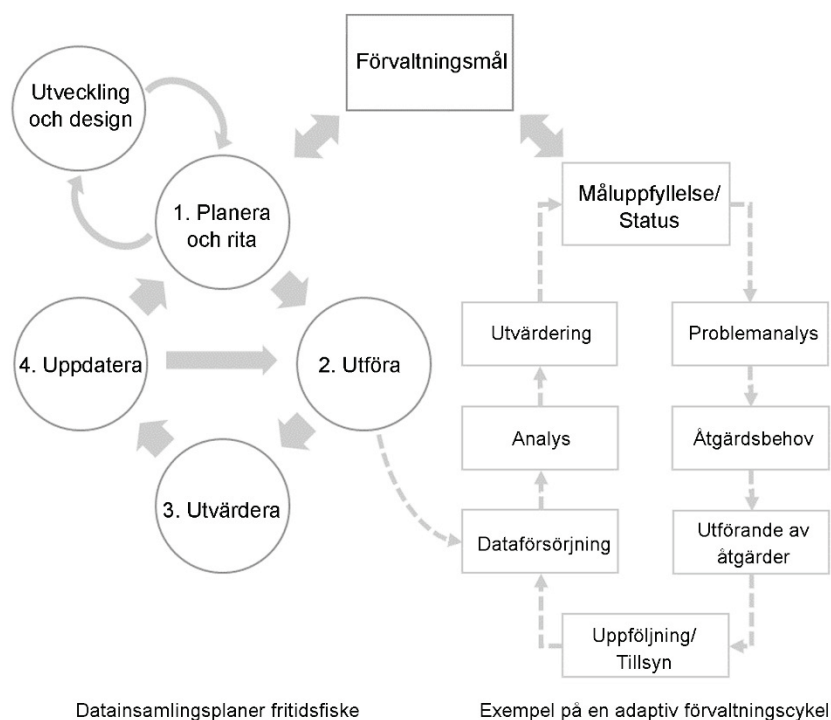 Förvaltningsmål
Utveckling
och design
1. Planera
och rita
4. Uppdatera
2. Utföra
3. Utvärdera
Måluppfyllelse/
Status
Utvärdering
Problemanalys
Analys
Åtgärdsbehov
Dataförsörjning
Utförande av
åtgärder
Uppföljning/
Tillsyn
Datainsamlingsplaner fritidsfiske
Exempel på en adaptiv förvaltningscykel